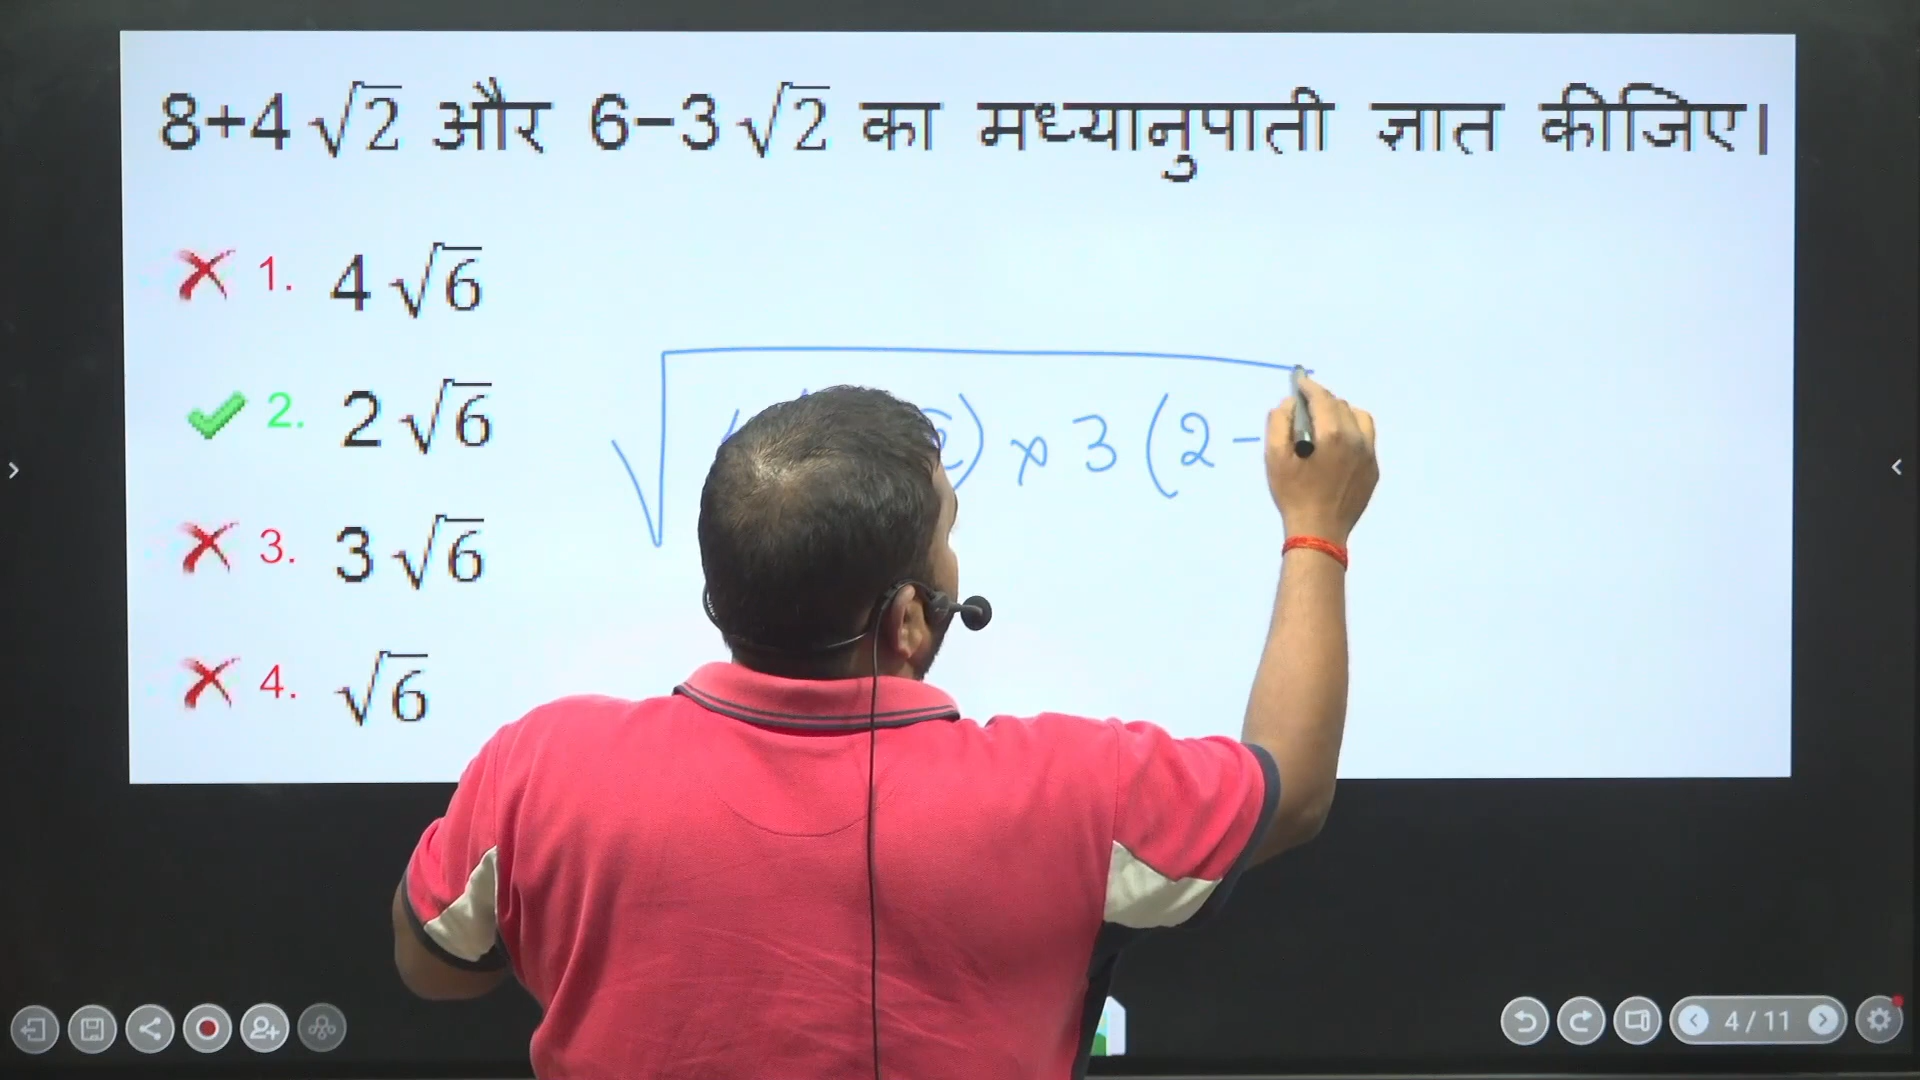 8+4√2 और 6−3√2 का मध्यानुपाती ज्ञात कीजिए।
1. 4√6
2. 2√6
3. 3√6
4. √6
) × 3 (2 −
4/11